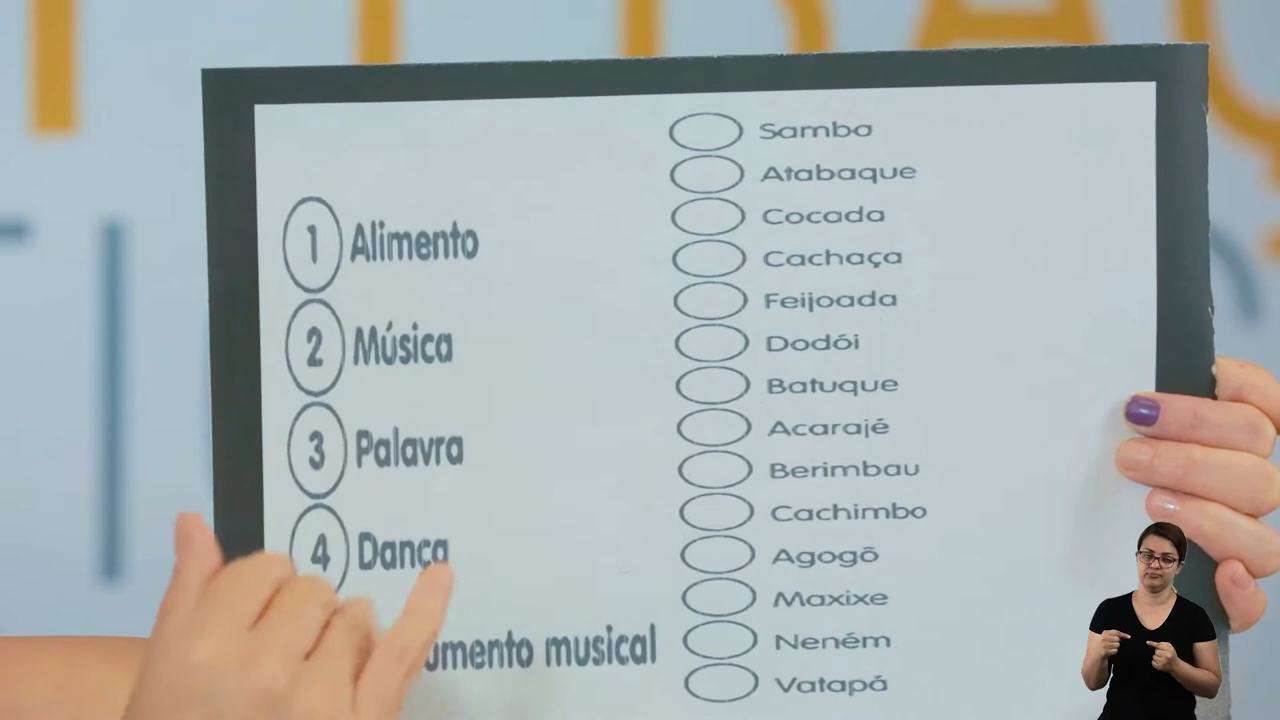 1 Alimento
2 Música
3 Palavra
4 Dança
musical
Samba
Atabaque
Cocada
Cachaça
Feijoada
Dodói
Batuque
Acarajé
Berimbau
Cachimbo
Agogô
Maxixe
Neném
Vatapá